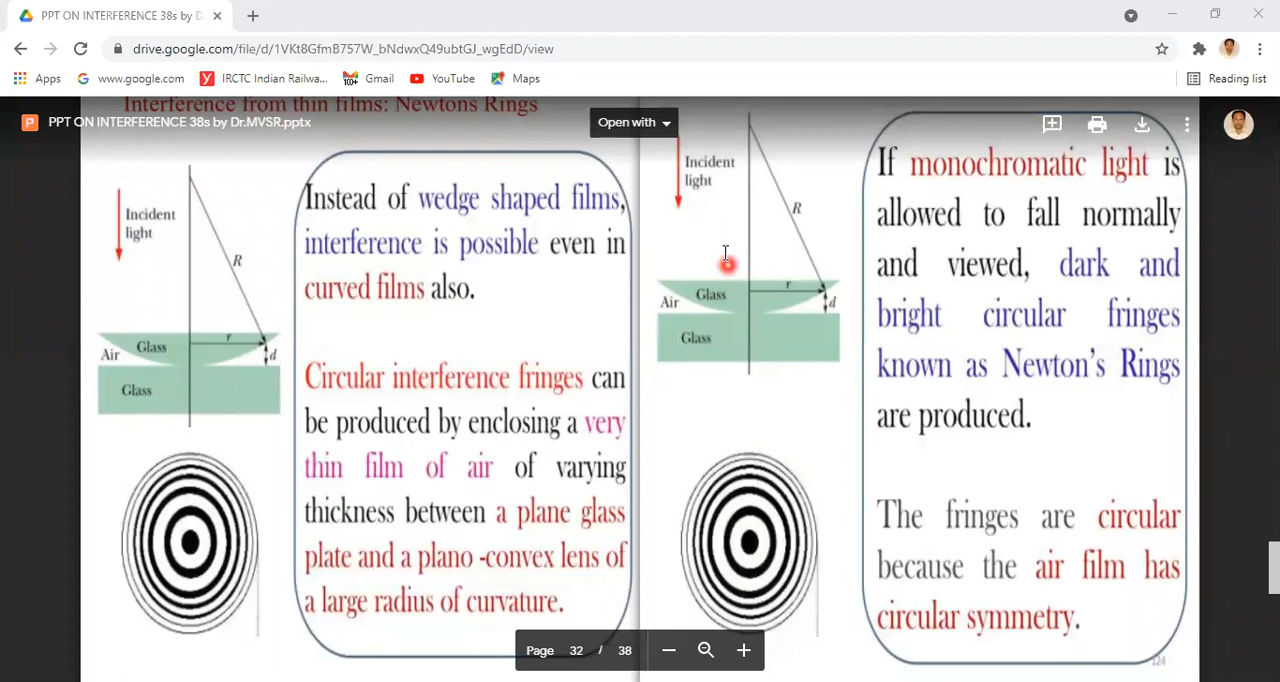 PPT ON INTERFERENCE 38s by D
drive.google.com/file/d/1VKt8GfmB757W_bNdwxQ49ubtGJ_wgEdD/view
Apps www.google.com IRCTC Indian Railwa... Gmail YouTube Maps Reading list
Interference from thin films: Newtons Rings
PPT ON INTERFERENCE 38s by Dr.MVSR.pptx
Open with
Incident
light
R
r
Air
Glass
d
Glass
Instead of wedge shaped films,
interference is possible even in
curved films also.
Circular interference fringes can
be produced by enclosing a very
thin film of air of varying
thickness between a plane glass
plate and a plano -convex lens of
a large radius of curvature.
Incident
light
R
r
Air
Glass
d
Glass
If monochromatic light is
allowed to fall normally
and viewed, dark and
bright circular fringes
known as Newton's Rings
are produced.
The fringes are circular
because the air film has
circular symmetry.
124
Page 32 / 38